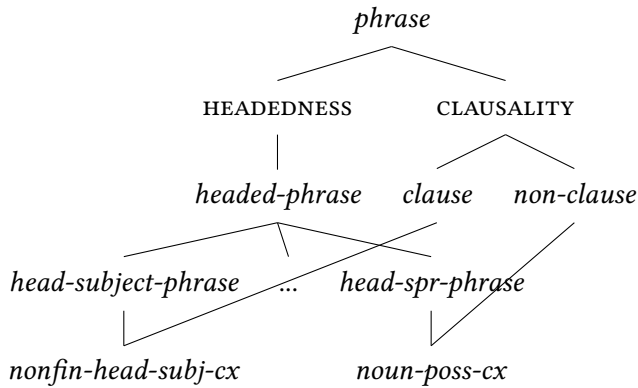 phrase
HEADEDNESS CLAUSALITY
headed-phrase clause non-clause
head-subject-phrase ... head-spr-phrase
nonfin-head-subj-cx noun-poss-cx